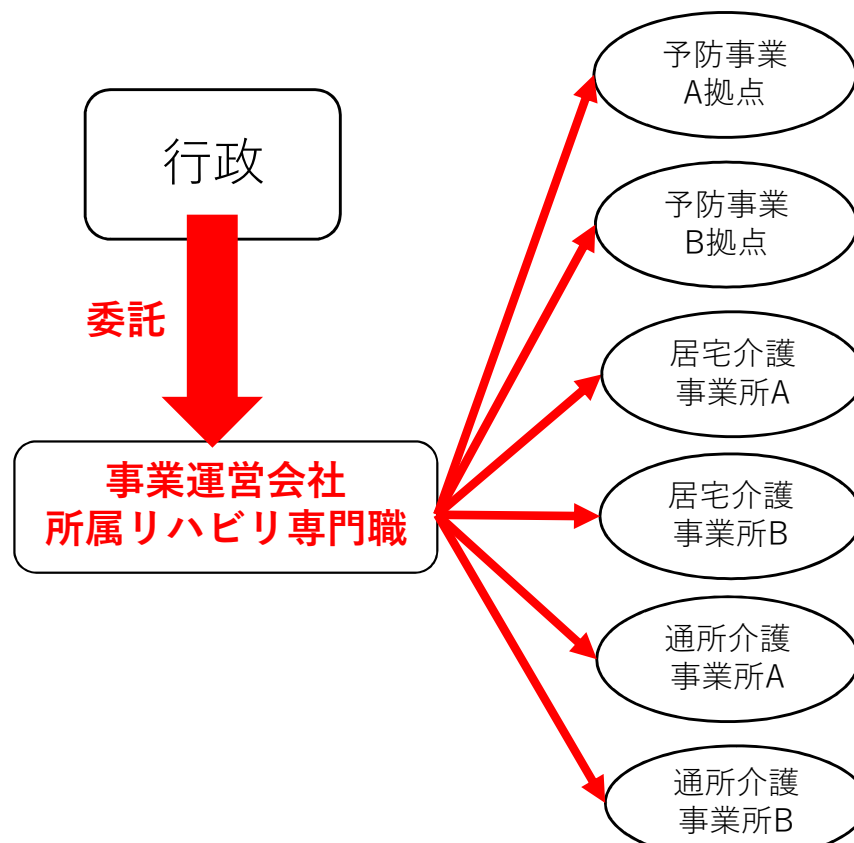 行政
委託
事業運営会社
所属リハビリ専門職
予防事業
A拠点
予防事業
B拠点
居宅介護
事業所A
居宅介護
事業所B
通所介護
事業所A
通所介護
事業所B